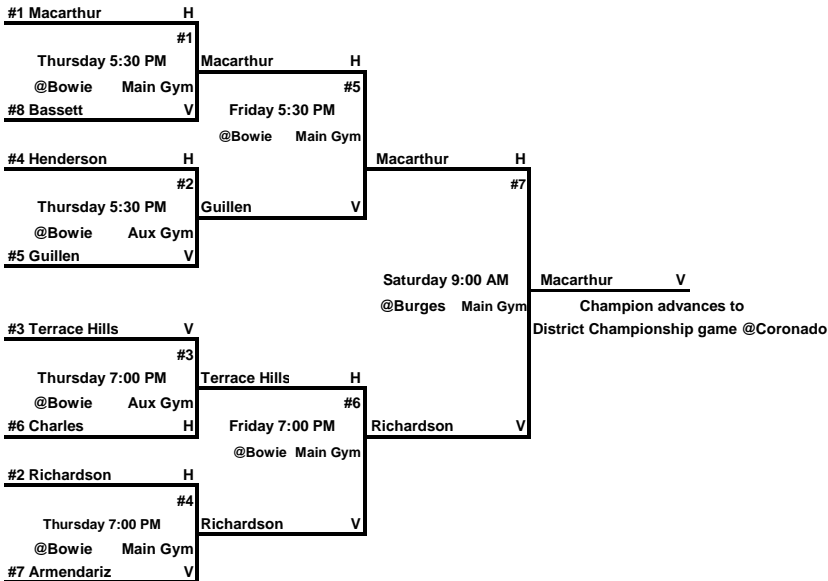 #1 Macarthur H
#1
Thursday 5:30 PM
@Bowie Main Gym
#8 Bassett V
Macarthur H
#5
Friday 5:30 PM
@Bowie Main Gym
#4 Henderson H
#2
Thursday 5:30 PM
@Bowie Aux Gym
#5 Guillen V
Guillen V
Macarthur H
#7
Saturday 9:00 AM
@Burges Main Gym
Macarthur V
Champion advances to
District Championship game @Coronado
#3 Terrace Hills V
#3
Thursday 7:00 PM
@Bowie Aux Gym
#6 Charles H
Terrace Hills H
#6
Friday 7:00 PM
@Bowie Main Gym
Richardson V
#2 Richardson H
#4
Thursday 7:00 PM
@Bowie Main Gym
#7 Armendariz V
Richardson V